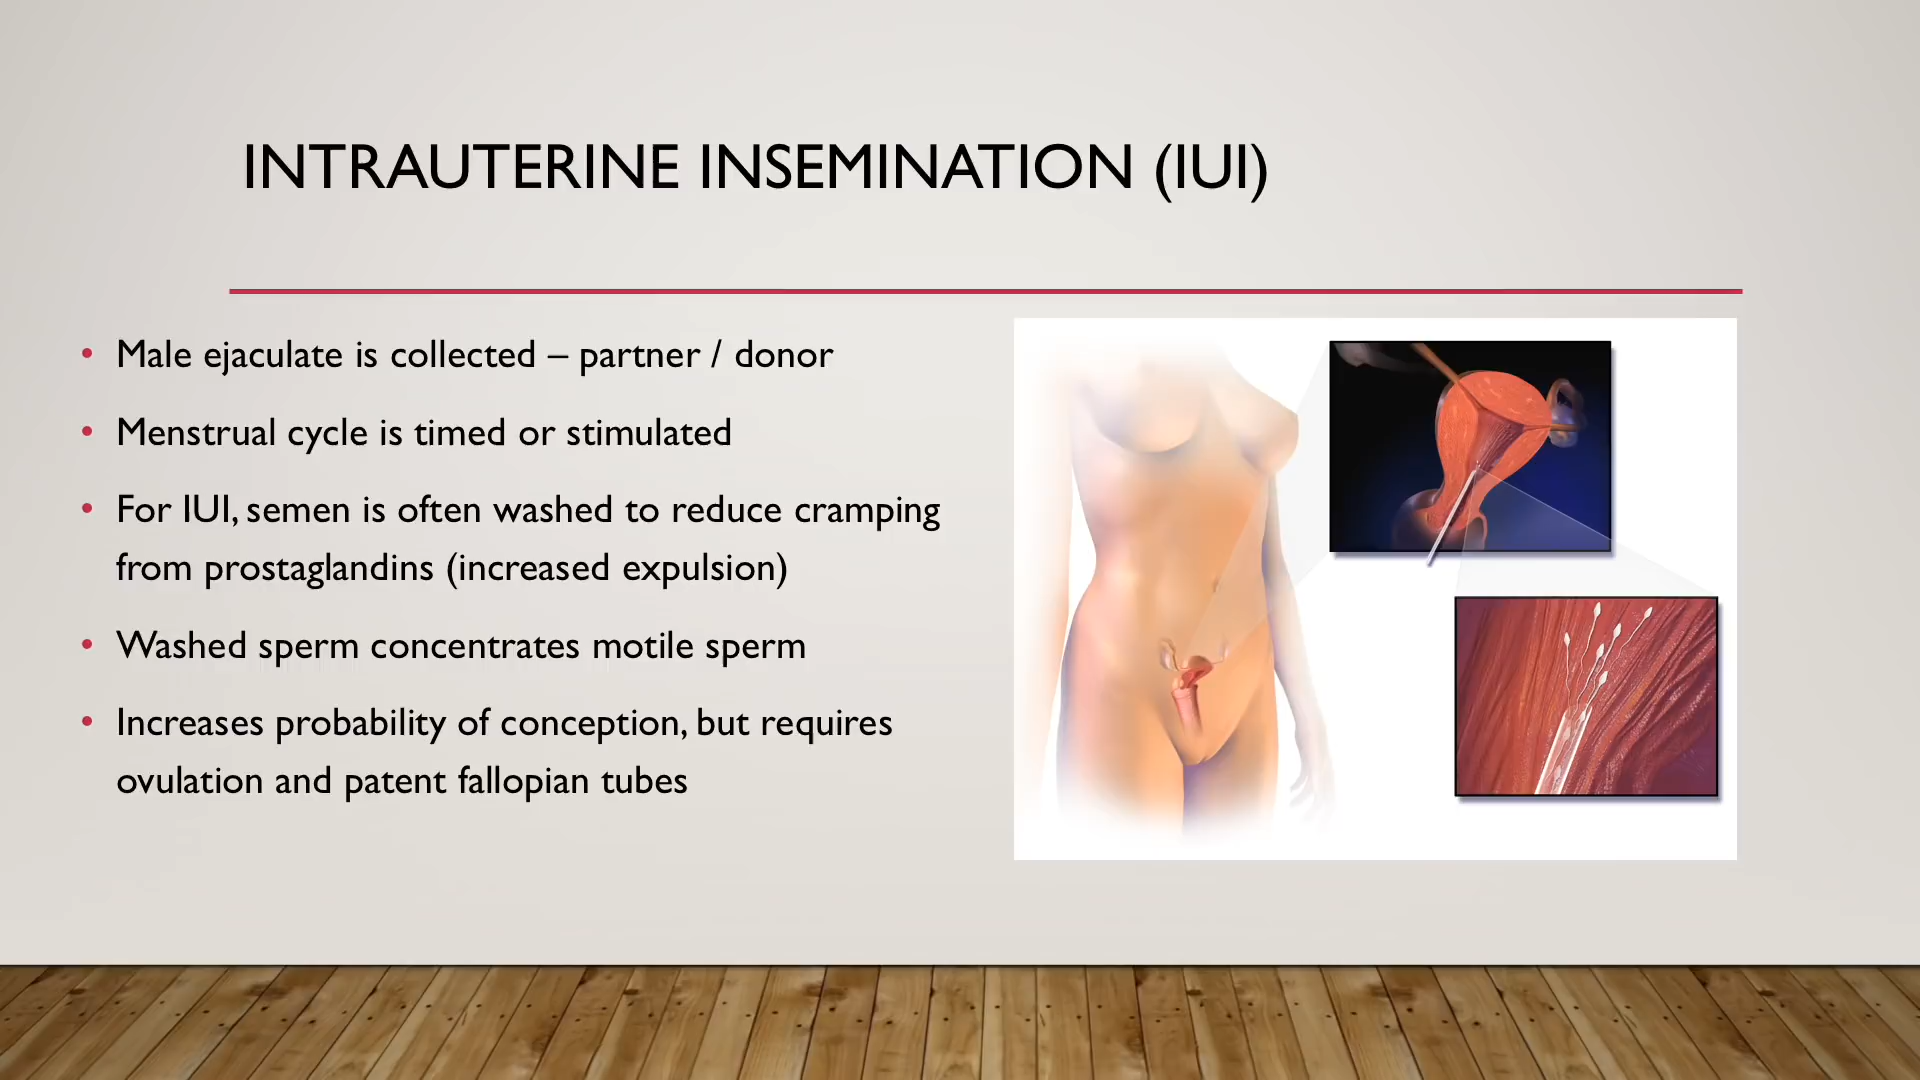 INTRAUTERINE INSEMINATION (IUI)
• Male ejaculate is collected – partner / donor
• Menstrual cycle is timed or stimulated
• For IUI, semen is often washed to reduce cramping
from prostaglandins (increased expulsion)
• Washed sperm concentrates motile sperm
• Increases probability of conception, but requires
ovulation and patent fallopian tubes